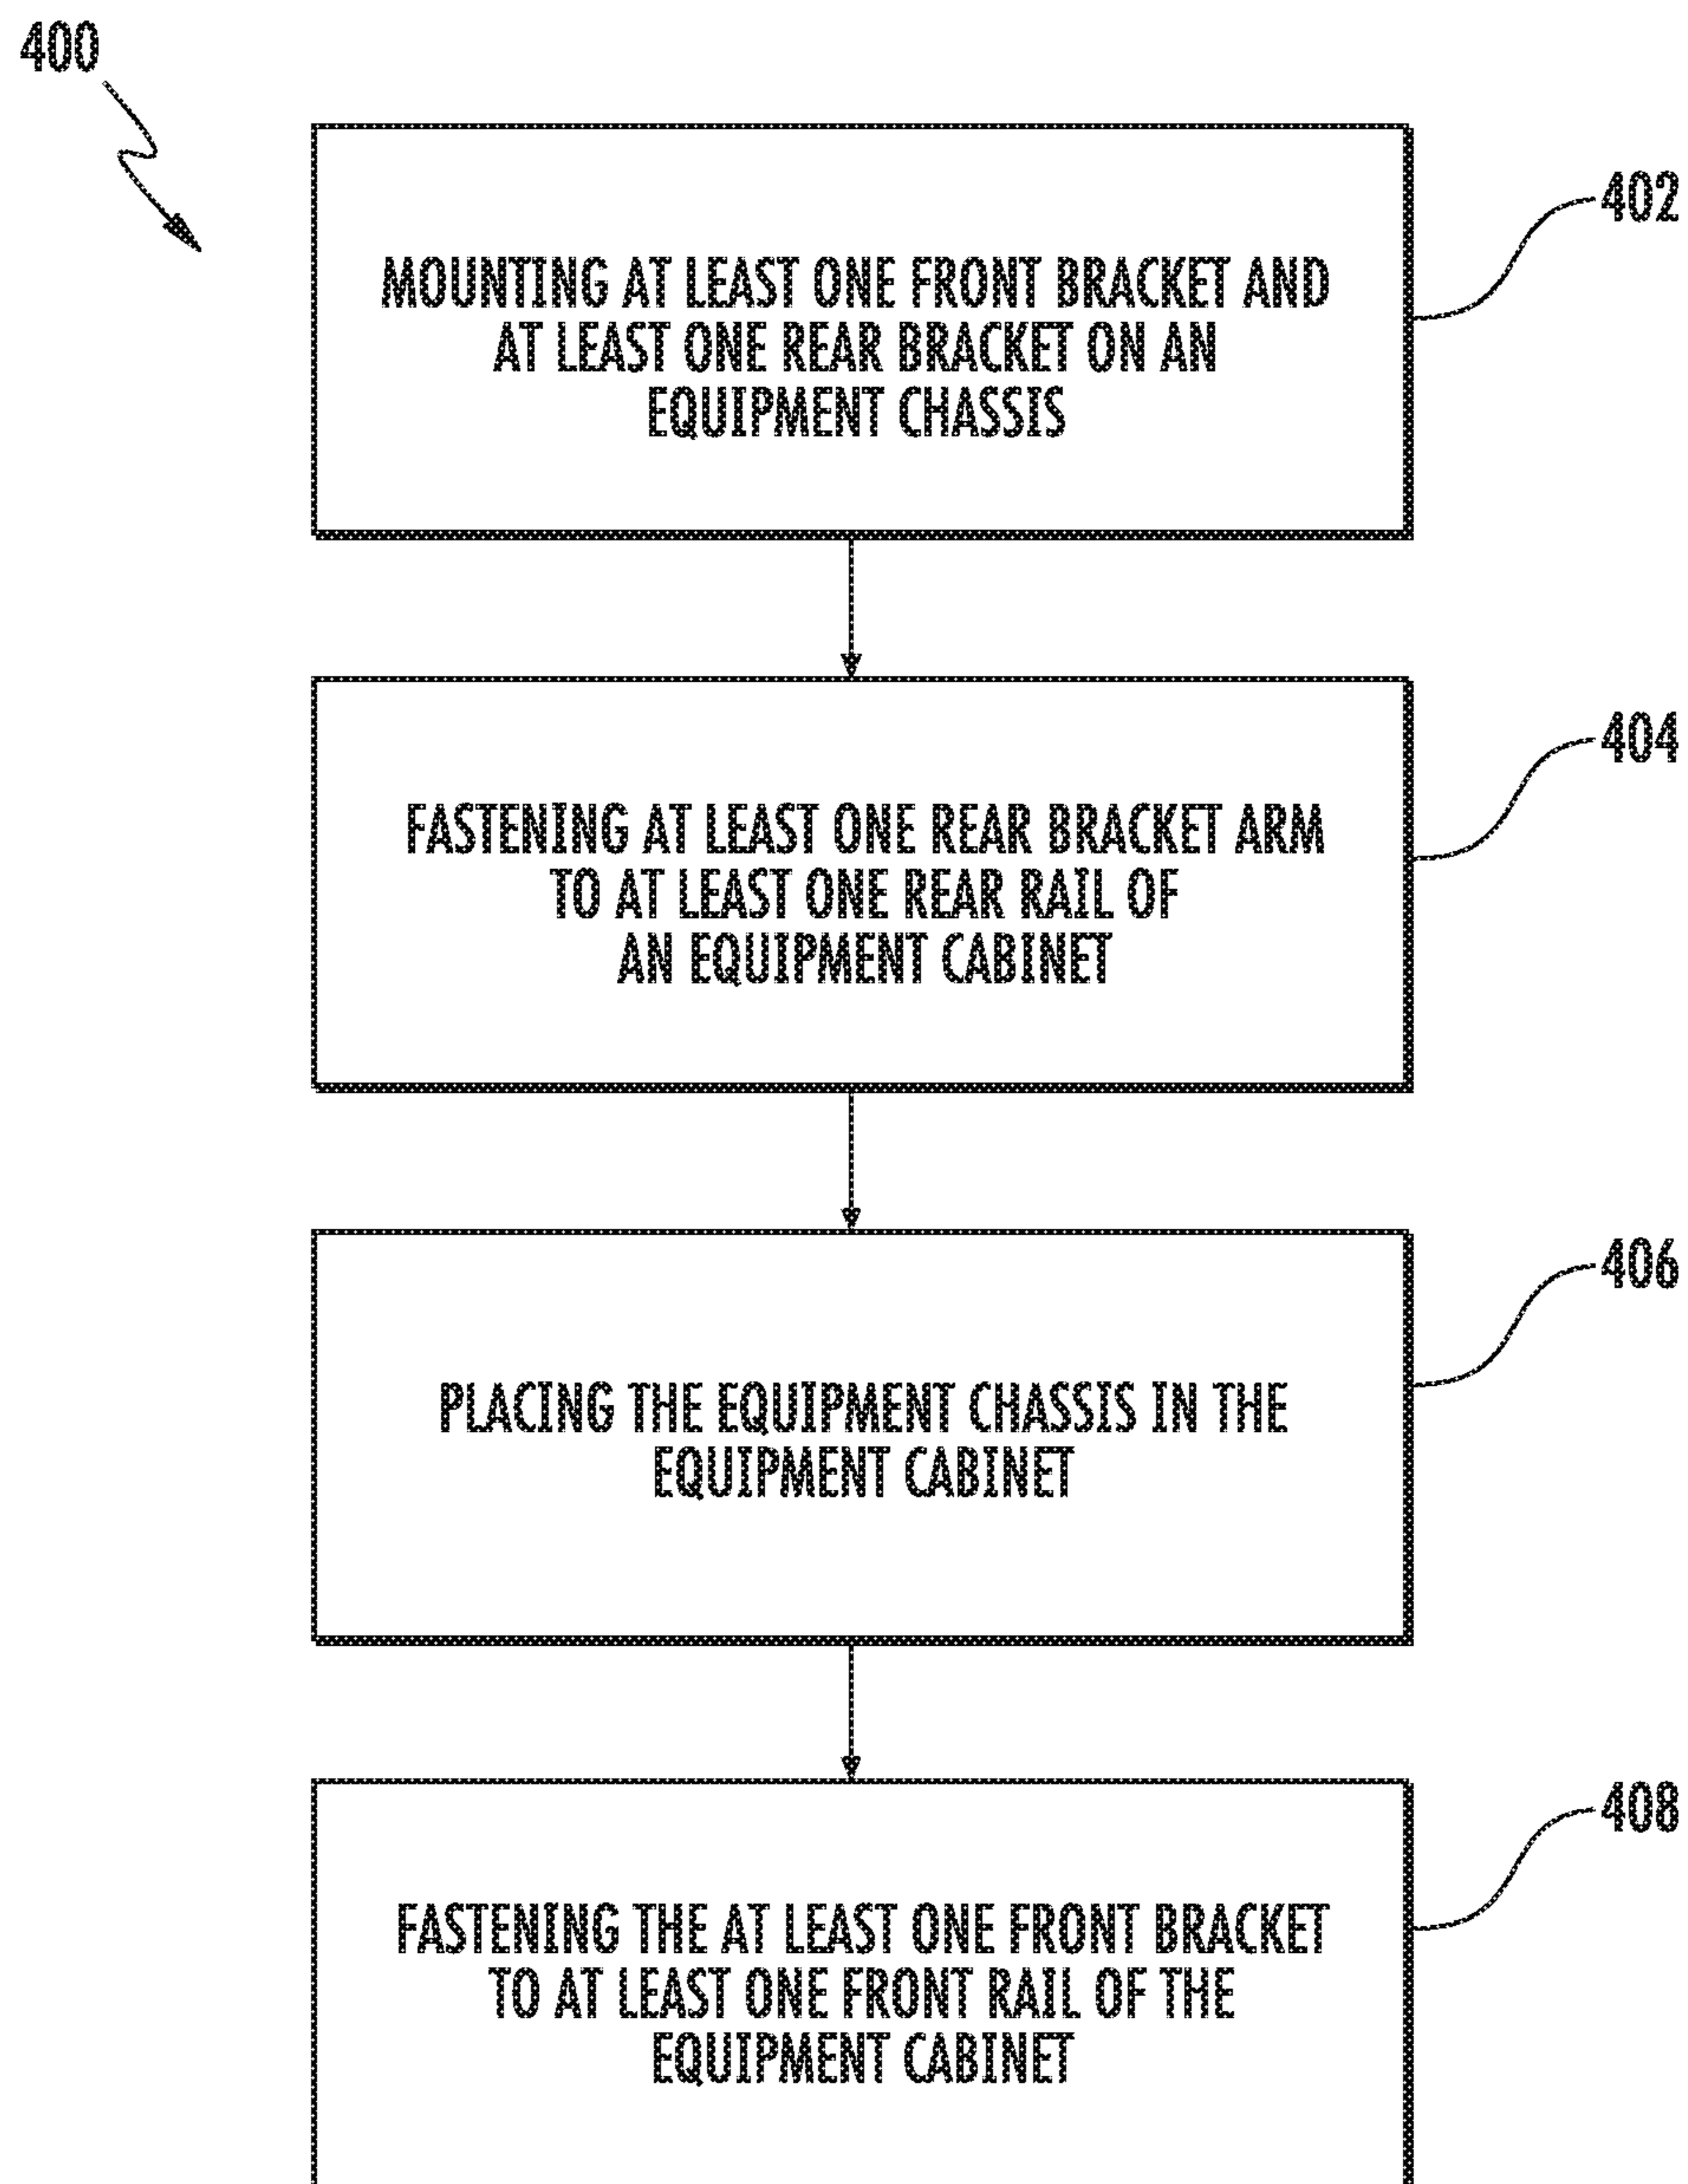 400
402
MOUNTING AT LEAST ONE FRONT BRACKET AND
AT LEAST ONE REAR BRACKET ON AN
EQUIPMENT CHASSIS
404
FASTENING AT LEAST ONE REAR BRACKET ARM
TO AT LEAST ONE REAR RAIL OF
AN EQUIPMENT CABINET
406
PLACING THE EQUIPMENT CHASSIS IN THE
EQUIPMENT CABINET
408
FASTENING THE AT LEAST ONE FRONT BRACKET
TO AT LEAST ONE FRONT RAIL OF THE
EQUIPMENT CABINET